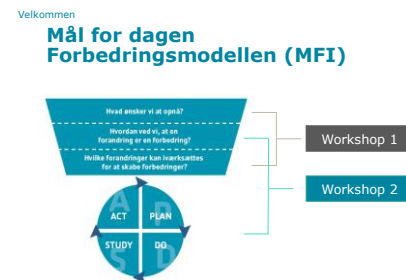 Velkommen
Mål for dagen
Forbedringsmodellen (MFI)
Hvad ønsker vi at opnå?
Hvordan ved vi, at en
forandring er en forbedring?
Hvilke forandringer kan iværksættes
for at skabe forbedringer?
Workshop 1
Workshop 2
A P
ACT PLAN
STUDY DO
S D